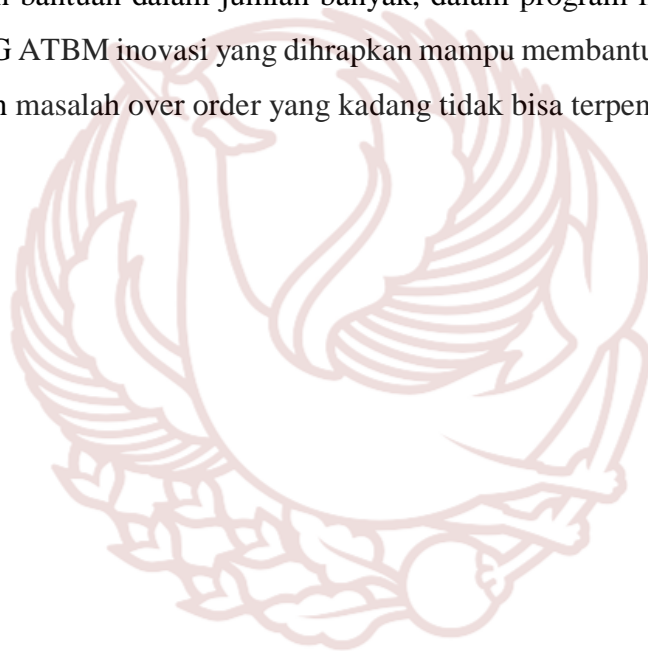 bantuan dalam jumlah banyak, dalam program
G ATBM inovasi yang dihrapkan mampu membantu
masalah over order yang kadang tidak bisa